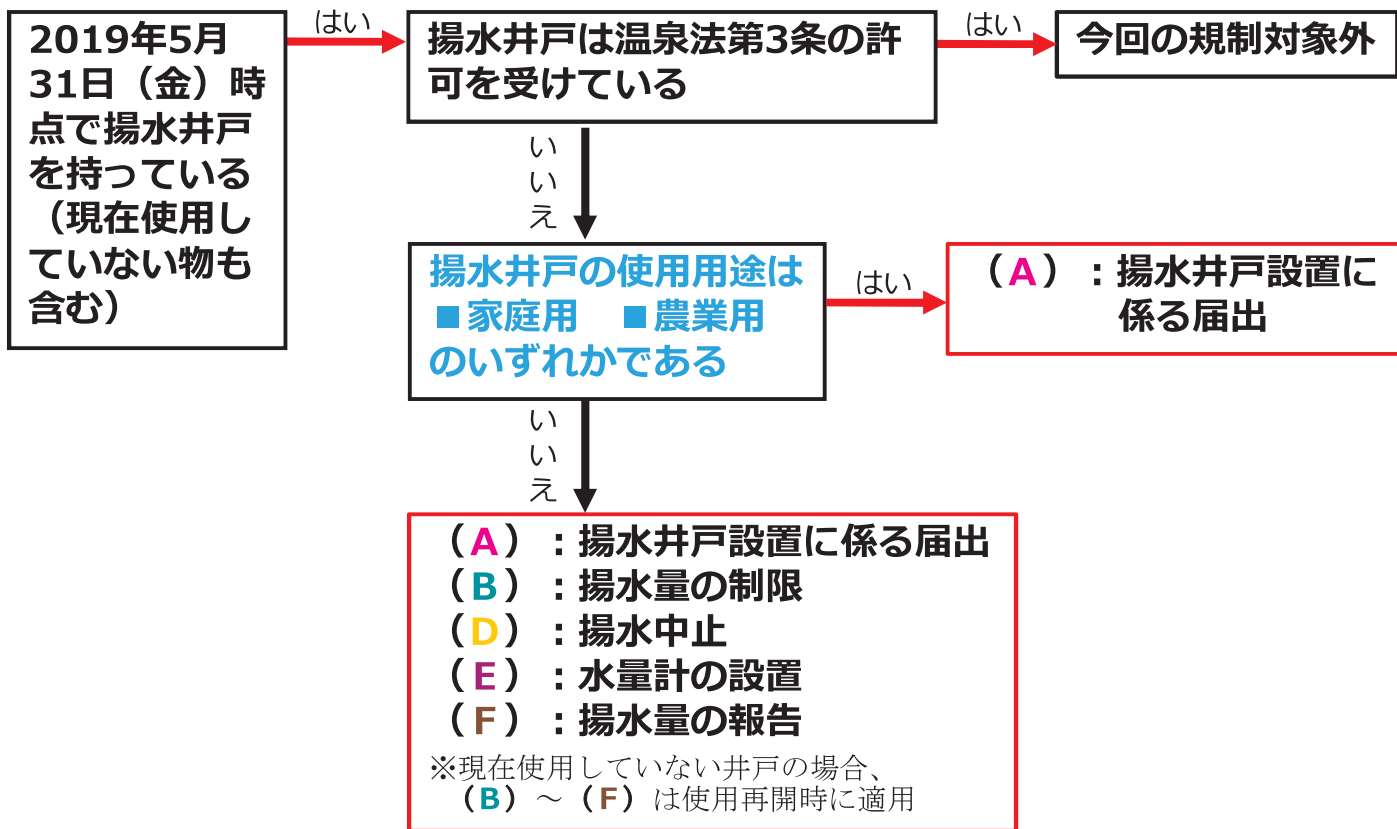 2019年5月
31日（金）時
点で揚水井戸
を持っている
（現在使用し
ていない物も
含む）
はい
揚水井戸は温泉法第3条の許
可を受けている
はい
今回の規制対象外
いいえ
揚水井戸の使用用途は
■家庭用　■農業用
のいずれかである
はい
（A）：揚水井戸設置に
係る届出
いいえ
（A）：揚水井戸設置に係る届出
（B）：揚水量の制限
（D）：揚水中止
（E）：水量計の設置
（F）：揚水量の報告
※現在使用していない井戸の場合、
（B）～（F）は使用再開時に適用